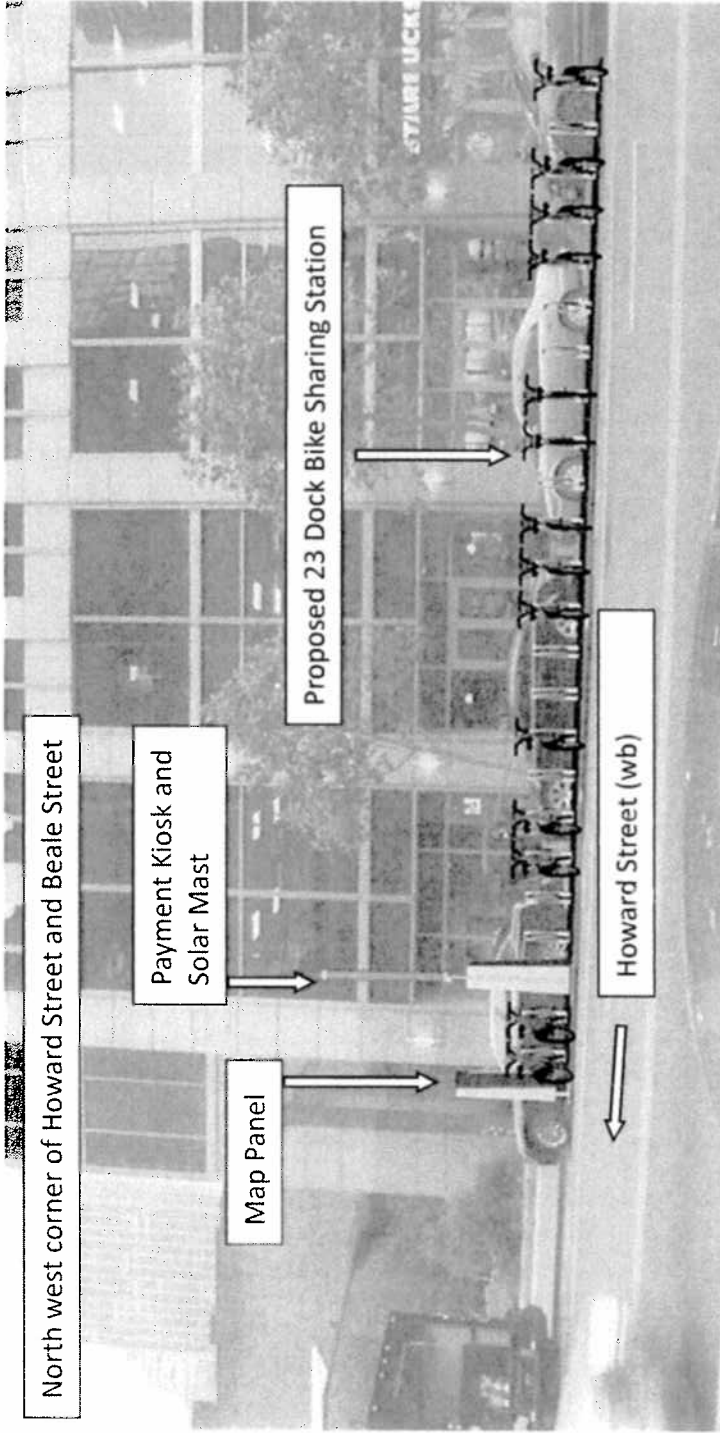 North west corner of Howard Street and Beale Street
Payment Kiosk and
Solar Mast
Map Panel
Proposed 23 Dock Bike Sharing Station
Howard Street (wb)